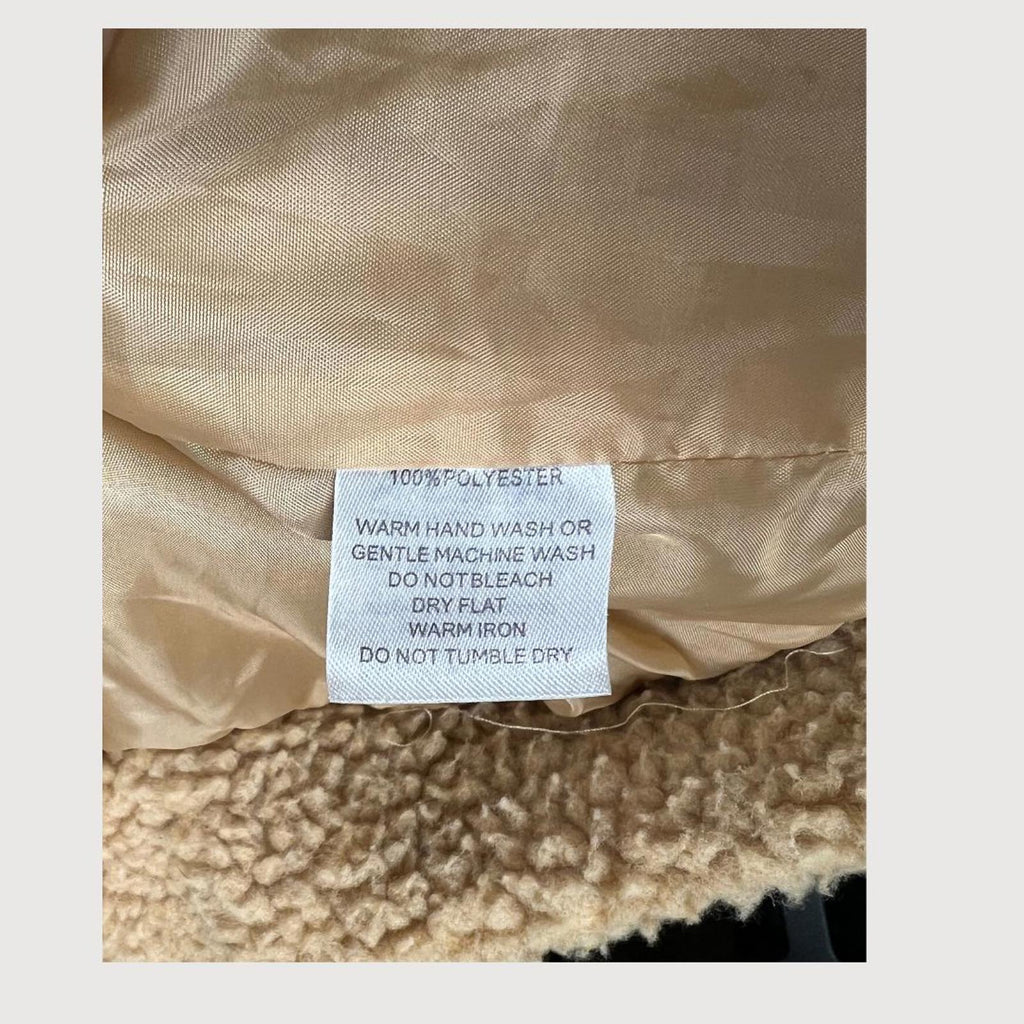 100%POLYESTER
WARM HAND WASH OR
GENTLE MACHINE WASH
DO NOTBLEACH
DRY FLAT
WARM IRON
DO NOT TUMBLE DRY